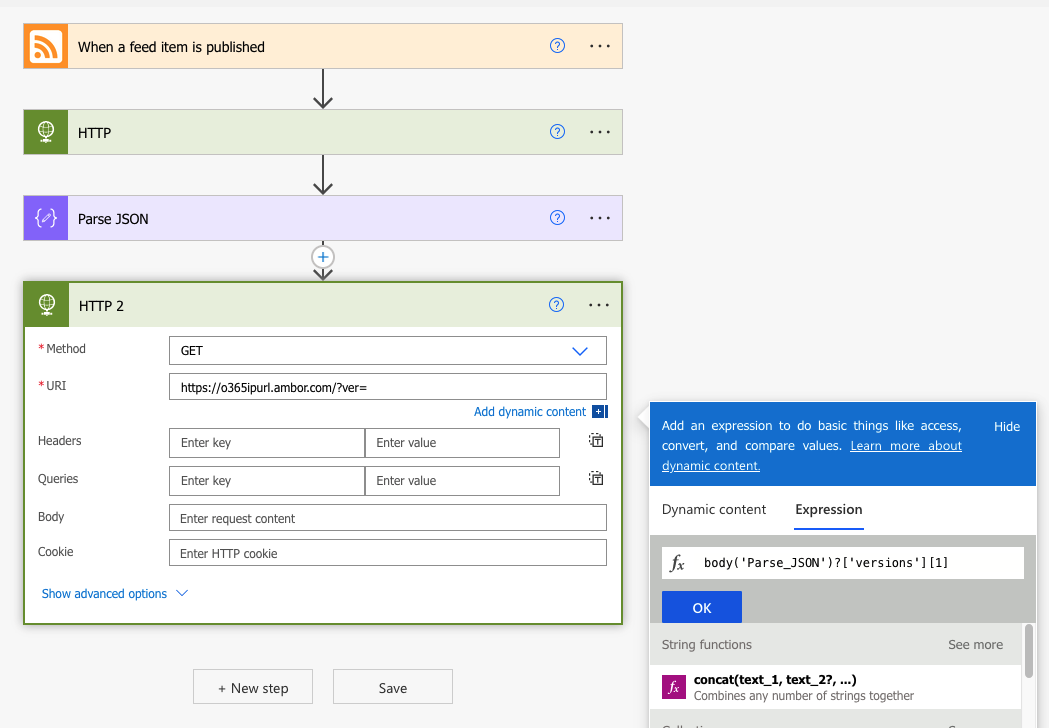 When a feed item is published
HTTP
Parse JSON
HTTP 2
*Method
GET
*URI
https://o365ipurl.ambor.com/?ver=
Add dynamic content
Headers
Enter key
Enter value
Queries
Enter key
Enter value
Body
Enter request content
Cookie
Enter HTTP cookie
Show advanced options
+ New step
Save
Add an expression to do basic things like access,
convert, and compare values. Learn more about
dynamic content.
Hide
Dynamic content
Expression
fx body('Parse_JSON')?['versions'][1]
OK
String functions
See more
fx concat(text_1, text_2?, ...)
Combines any number of strings together